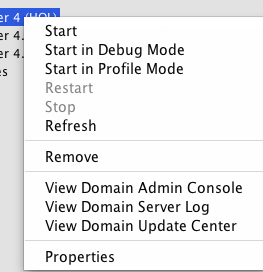 er 4 (HOL)
Start
er 4.
Start in Debug Mode
er 4.
Start in Profile Mode
es
Restart
Stop
Refresh
Remove
View Domain Admin Console
View Domain Server Log
View Domain Update Center
Properties